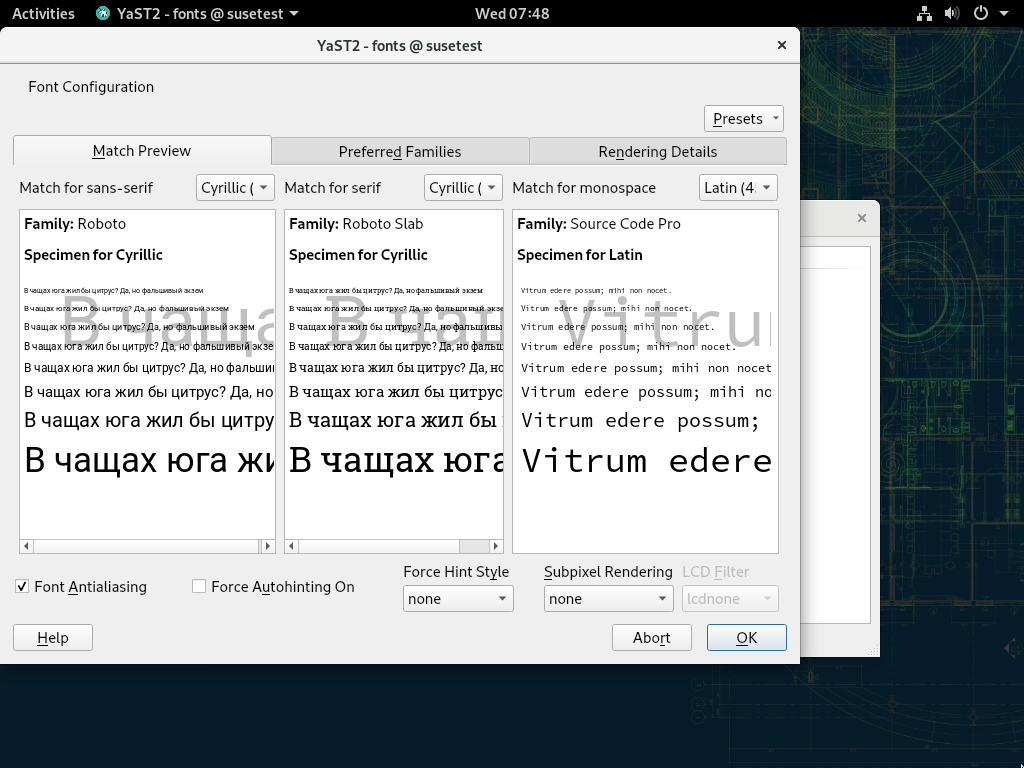 Activities YaST2 - fonts @ susetest Wed 07:48
YaST2 - fonts @ susetest
Font Configuration
Presets
Match Preview Preferred Families Rendering Details
Match for sans-serif Cyrillic ( Match for serif Cyrillic ( Match for monospace Latin (4
Family: Roboto
Specimen for Cyrillic
В чаща
В чащах юга жил бы цитрус? Да, но фальшивый экзем
В чащах юга жил бы цитрус? Да, но фальшивый экзем
В чащах юга жил бы цитрус? Да, но фальшивый экзем
В чащах юга жил бы цитрус? Да, но фальшивый экзе
В чащах юга жил бы цитрус? Да, но фальши
В чащах юга жил бы цитрус? Да, но
В чащах юга жил бы цитру
В чащах юга жи
Family: Roboto Slab
Specimen for Cyrillic
В чащ
В чащах юга жил бы цитрус? Да, но фальшивый экзем
В чащах юга жил бы цитрус? Да, но фальшивый экзе
В чащах юга жил бы цитрус? Да, но фальшивы
В чащах юга жил бы цитрус? Да, но фальш
В чащах юга жил бы цитрус? Да, но
В чащах юга жил бы цитрус
В чащах юга жил бы
В чащах юга
Family: Source Code Pro
Specimen for Latin
Vitru
Vitrum edere possum; mihi non nocet.
Vitrum edere possum; mihi non nocet.
Vitrum edere possum; mihi non nocet.
Vitrum edere possum; mihi non nocet.
Vitrum edere possum; mihi non nocet
Vitrum edere possum; mihi no
Vitrum edere possum;
Vitrum edere
Font Antialiasing Force Autohinting On
Force Hint Style Subpixel Rendering LCD Filter
none none lcdnone
Help Abort OK